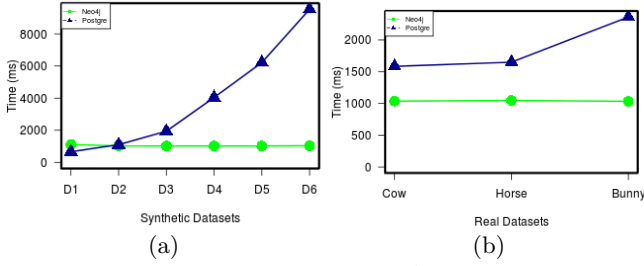 Neo4j
Postgre
Time (ms)
8000
6000
4000
2000
0
D1 D2 D3 D4 D5 D6
Synthetic Datasets
(a)
Neo4j
Postgre
Time (ms)
2000
1500
1000
500
0
Cow Horse Bunny
Real Datasets
(b)